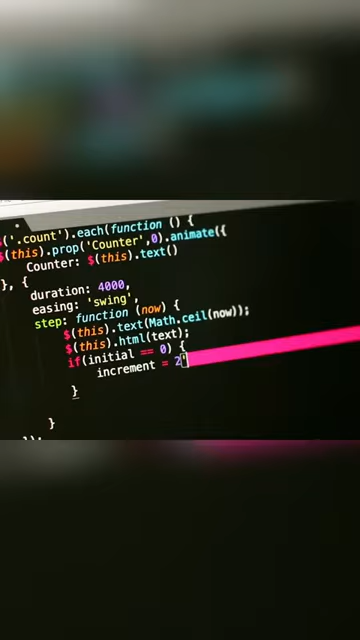 $('.count').each(function () {
$(this).prop('Counter',0).animate({
Counter: $(this).text()
}, {
duration: 4000,
easing: 'swing',
step: function (now) {
$(this).text(Math.ceil(now));
$(this).html(text);
if(initial == 0) {
increment = 2
}
}
});